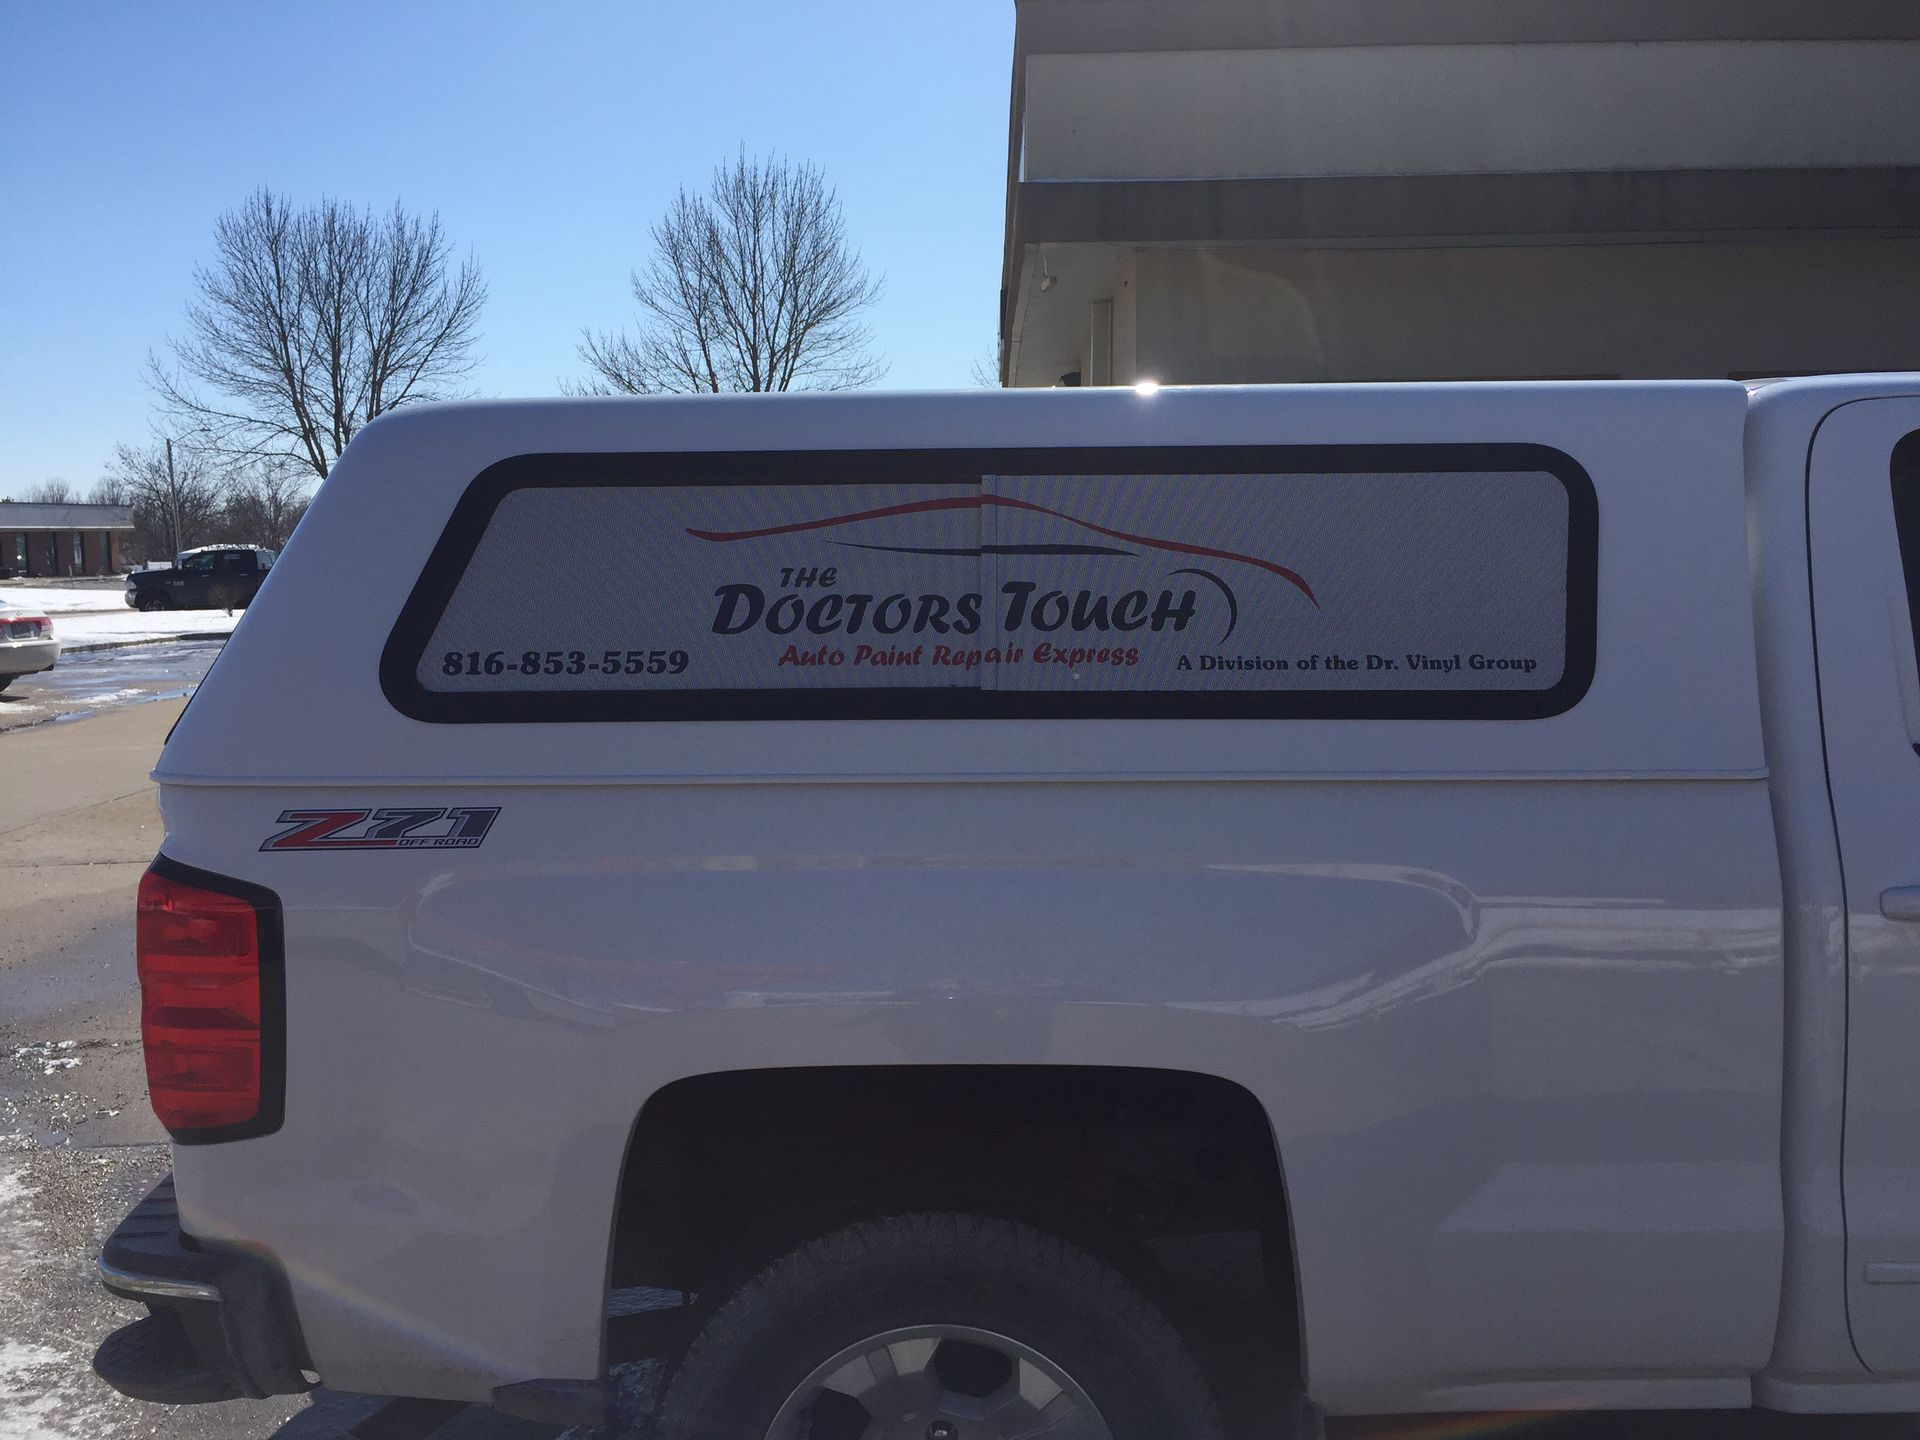 THE
DOCTORS TOUCH
Auto Paint Repair Express
816-853-5559
A Division of the Dr. Vinyl Group
Z71
OFF ROAD